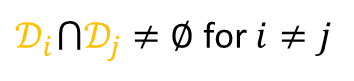 𝒟ᵢ⋂𝒟ⱼ ≠ ∅ for 𝑖 ≠ 𝑗